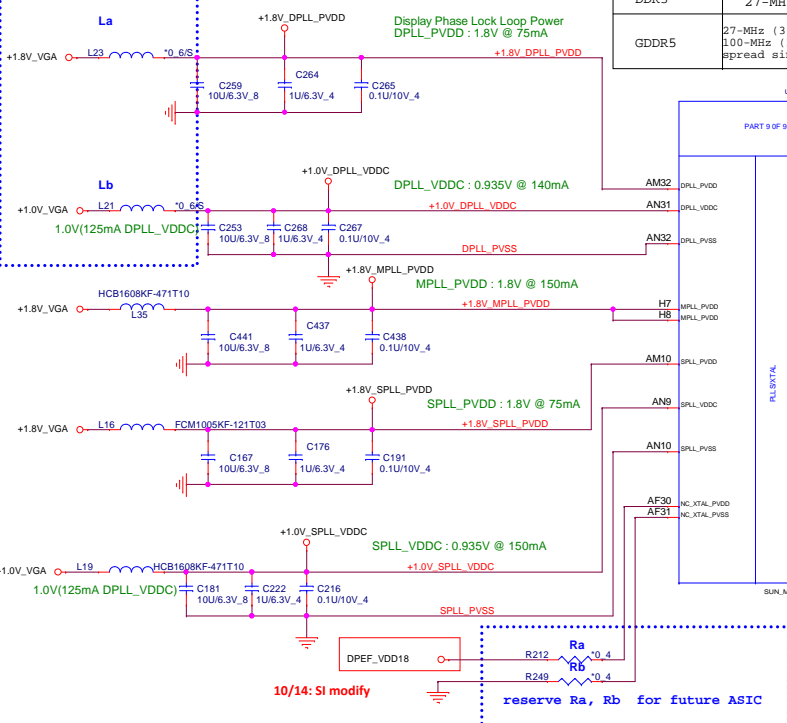 DDR5
27-MH
GDDR5
27-MHz (3
100-MHz (
spread si
La
+1.8V_DPLL_PVDD
Display Phase Lock Loop Power
DPLL_PVDD : 1.8V @ 75mA
+1.8V_VGA
L23
*0_6/S
+1.8V_DPLL_PVDD
C259
10U/6.3V_8
C264
1U/6.3V_4
C265
0.1U/10V_4
PART 9 0F 9
Lb
+1.0V_DPLL_VDDC
DPLL_VDDC : 0.935V @ 140mA
AM32
DPLL_PVDD
+1.0V_VGA
L21
*0_6/S
+1.0V_DPLL_VDDC
AN31
DPLL_VDDC
1.0V(125mA DPLL_VDDC)
C253
10U/6.3V_8
C268
1U/6.3V_4
C267
0.1U/10V_4
DPLL_PVSS
AN32
DPLL_PVSS
+1.8V_MPLL_PVDD
MPLL_PVDD : 1.8V @ 150mA
HCB1608KF-471T10
+1.8V_VGA
L35
+1.8V_MPLL_PVDD
H7
MPLL_PVDD
H8
MPLL_PVDD
C441
10U/6.3V_8
C437
1U/6.3V_4
C438
0.1U/10V_4
AM10
SPLL_PVDD
PLLS/XTAL
+1.8V_SPLL_PVDD
SPLL_PVDD : 1.8V @ 75mA
AN9
SPLL_VDDC
+1.8V_VGA
L16
FCM1005KF-121T03
+1.8V_SPLL_PVDD
AN10
SPLL_PVSS
C167
10U/6.3V_8
C176
1U/6.3V_4
C191
0.1U/10V_4
AF30
NC_XTAL_PVDD
AF31
NC_XTAL_PVSS
+1.0V_SPLL_VDDC
SPLL_VDDC : 0.935V @ 150mA
1.0V_VGA
L19
HCB1608KF-471T10
+1.0V_SPLL_VDDC
1.0V(125mA DPLL_VDDC)
C181
10U/6.3V_8
C222
1U/6.3V_4
C216
0.1U/10V_4
SUN_M
SPLL_PVSS
DPEF_VDD18
R212
Ra
*0_4
R249
Rb
*0_4
10/14: SI modify
reserve Ra, Rb for future ASIC